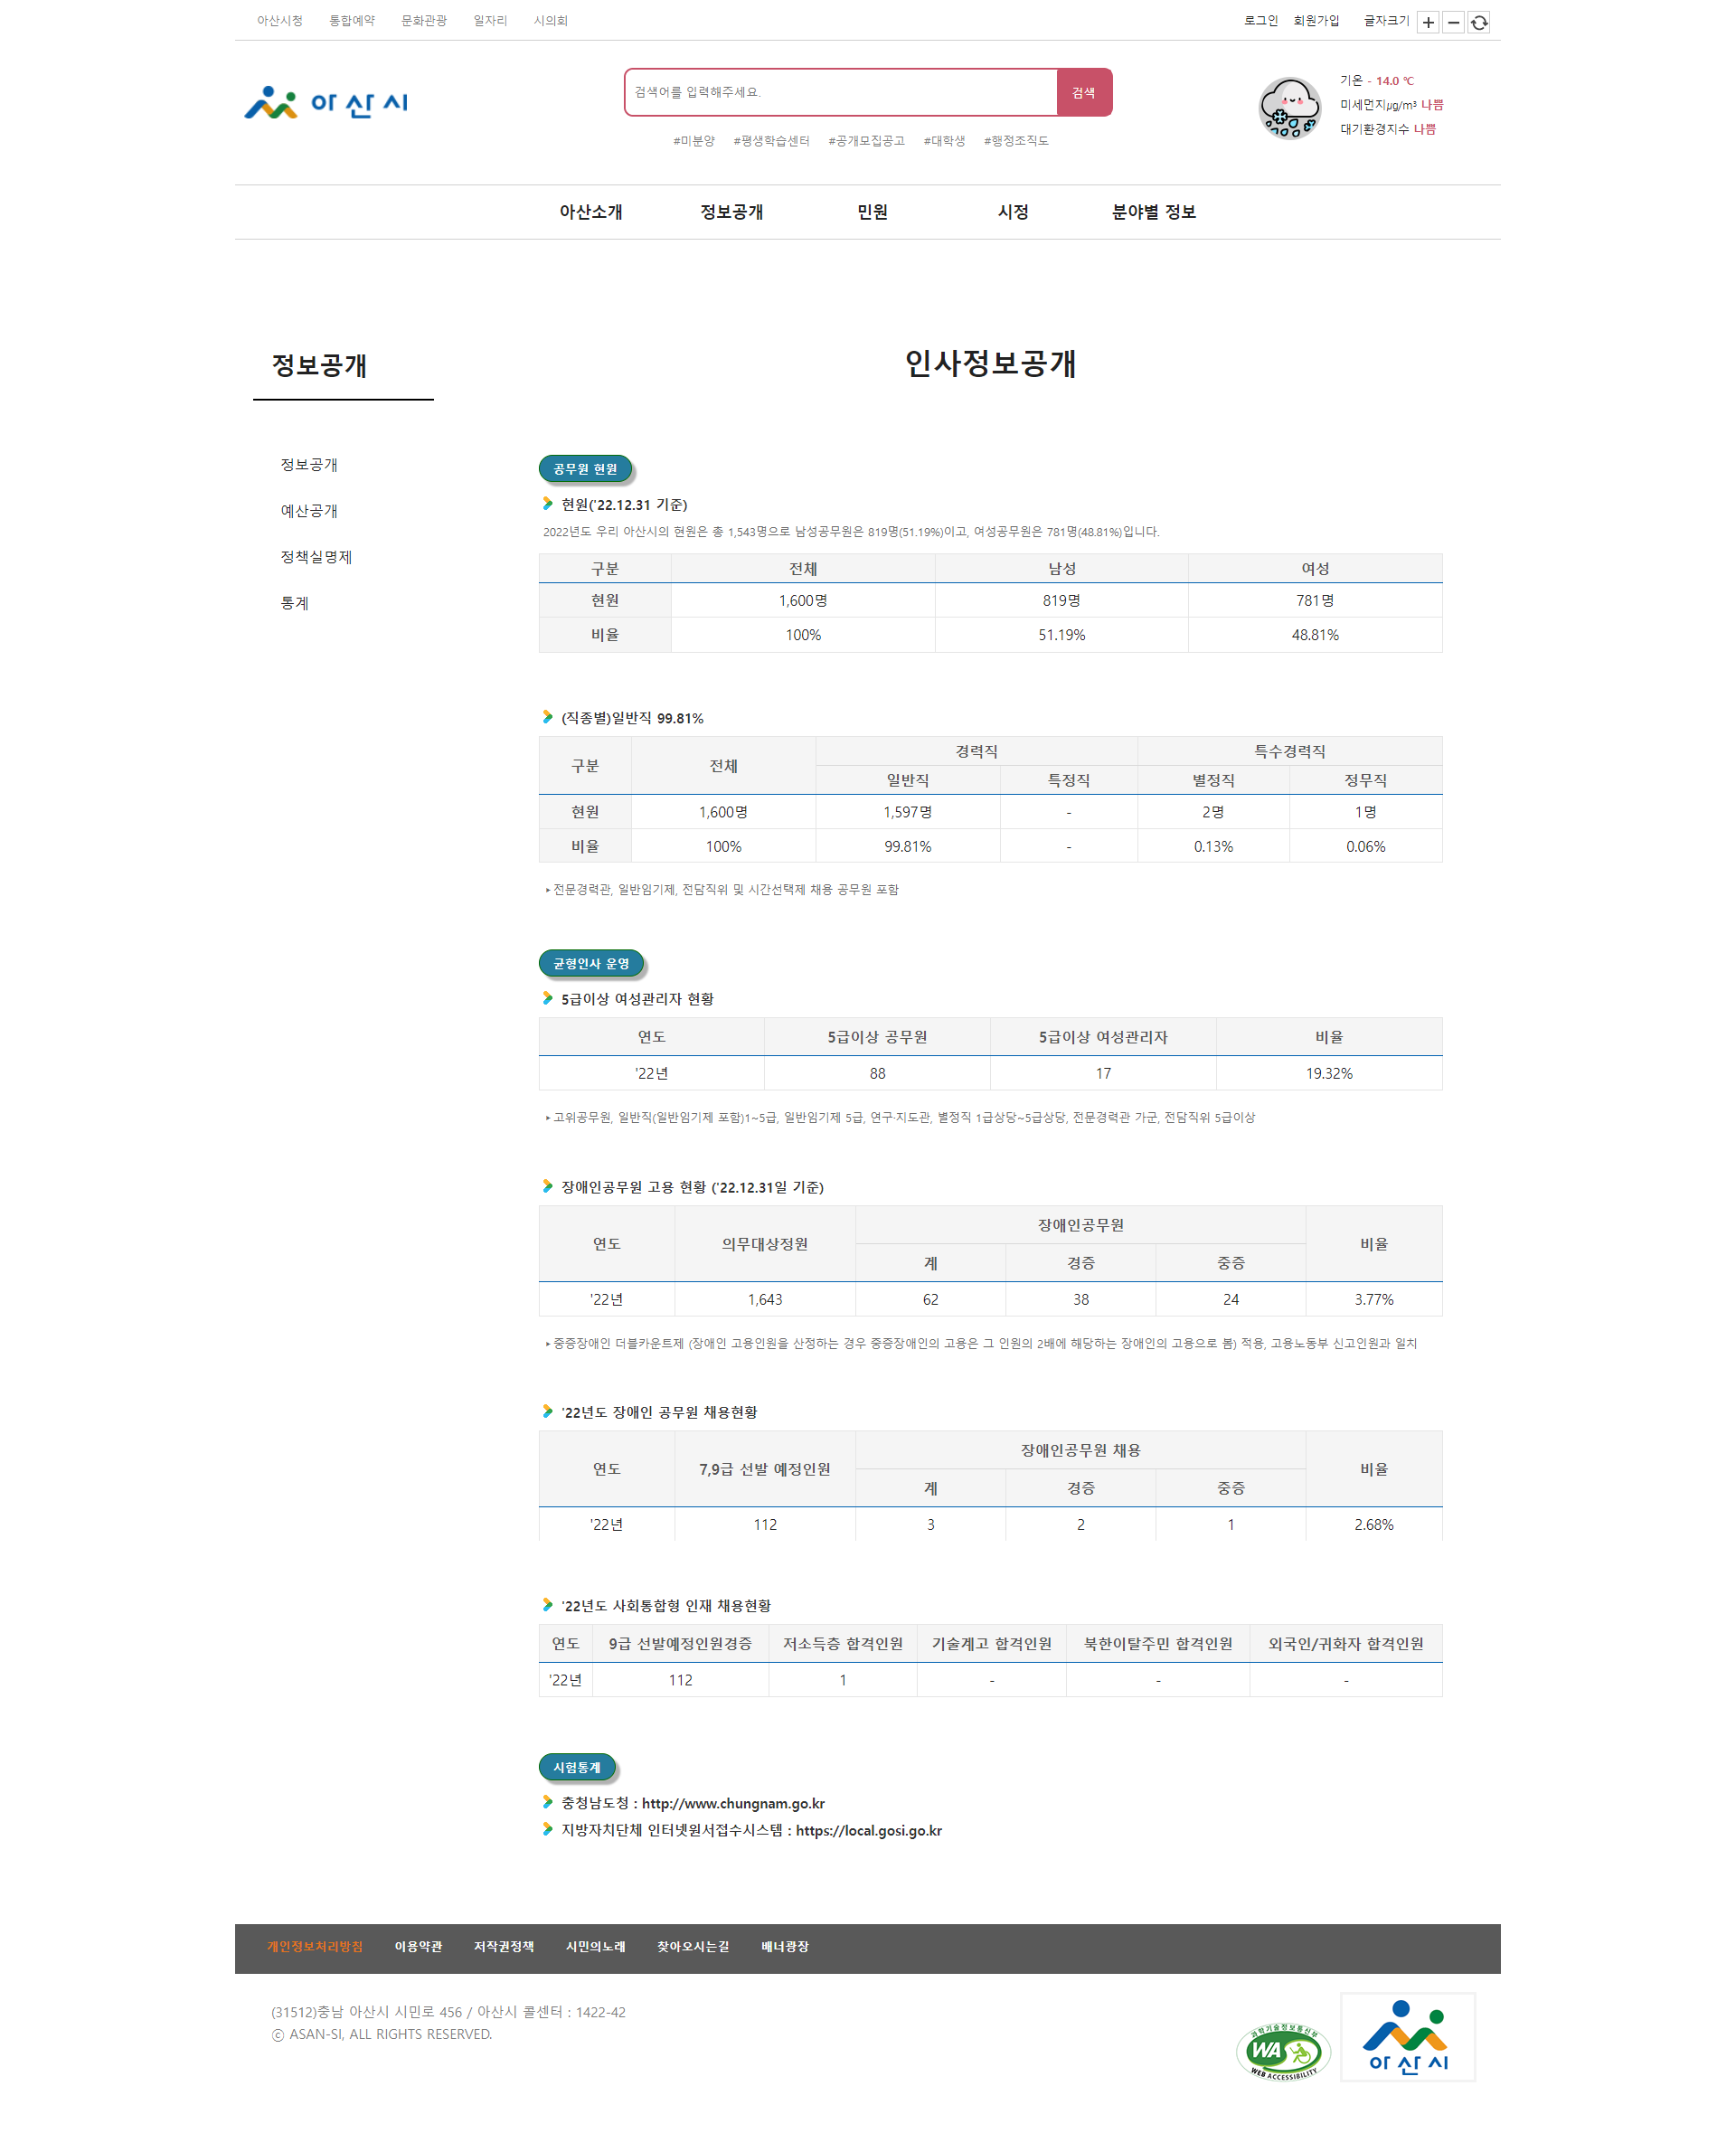 아산시청 통합예약 문화관광 일자리 시의회
로그인 회원가입 글자크기
아산시
검색어를 입력해주세요.
검색
#미분양 #평생학습센터 #공개모집공고 #대학생 #행정조직도
기온 - 14.0 ℃
미세먼지㎍/m³ 나쁨
대기환경지수 나쁨
아산소개 정보공개 민원 시정 분야별 정보
정보공개
정보공개
예산공개
정책실명제
통계
인사정보공개
공무원 현원
현원('22.12.31 기준)
2022년도 우리 아산시의 현원은 총 1,543명으로 남성공무원은 819명(51.19%)이고, 여성공무원은 781명(48.81%)입니다.
구분 전체 남성 여성
현원 1,600명 819명 781명
비율 100% 51.19% 48.81%
(직종별)일반직 99.81%
구분 전체 경력직 특수경력직
일반직 특정직 별정직 정무직
현원 1,600명 1,597명 - 2명 1명
비율 100% 99.81% - 0.13% 0.06%
▸전문경력관, 일반임기제, 전담직위 및 시간선택제 채용 공무원 포함
균형인사 운영
5급이상 여성관리자 현황
연도 5급이상 공무원 5급이상 여성관리자 비율
'22년 88 17 19.32%
▸고위공무원, 일반직(일반임기제 포함)1~5급, 일반임기제 5급, 연구·지도관, 별정직 1급상당~5급상당, 전문경력관 가군, 전담직위 5급이상
장애인공무원 고용 현황 ('22.12.31일 기준)
연도 의무대상정원 장애인공무원 비율
계 경증 중증
'22년 1,643 62 38 24 3.77%
▸중증장애인 더블카운트제 (장애인 고용인원을 산정하는 경우 중증장애인의 고용은 그 인원의 2배에 해당하는 장애인의 고용으로 봄) 적용, 고용노동부 신고인원과 일치
'22년도 장애인 공무원 채용현황
연도 7,9급 선발 예정인원 장애인공무원 채용 비율
계 경증 중증
'22년 112 3 2 1 2.68%
'22년도 사회통합형 인재 채용현황
연도 9급 선발예정인원경증 저소득층 합격인원 기술계고 합격인원 북한이탈주민 합격인원 외국인/귀화자 합격인원
'22년 112 1 - - -
시험통계
충청남도청 : http://www.chungnam.go.kr
지방자치단체 인터넷원서접수시스템 : https://local.gosi.go.kr
개인정보처리방침 이용약관 저작권정책 시민의노래 찾아오시는길 배너광장
(31512)충남 아산시 시민로 456 / 아산시 콜센터 : 1422-42
ⓒ ASAN-SI, ALL RIGHTS RESERVED.
과학기술정보통신부
WA
WEB ACCESSIBILITY
아산시